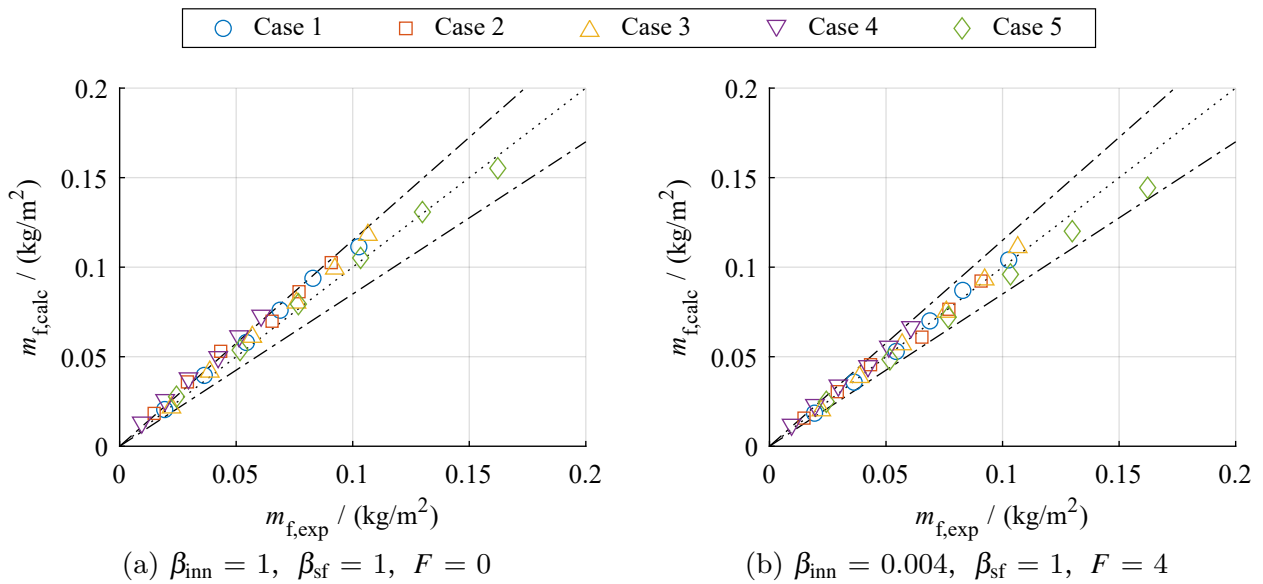 Case 1 Case 2 Case 3 Case 4 Case 5
0.2
0.15
0.1
0.05
0
0 0.05 0.1 0.15 0.2
m_f,calc / (kg/m²)
m_f,exp / (kg/m²)
(a) β_inn = 1, β_sf = 1, F = 0
0.2
0.15
0.1
0.05
0
0 0.05 0.1 0.15 0.2
m_f,calc / (kg/m²)
m_f,exp / (kg/m²)
(b) β_inn = 0.004, β_sf = 1, F = 4